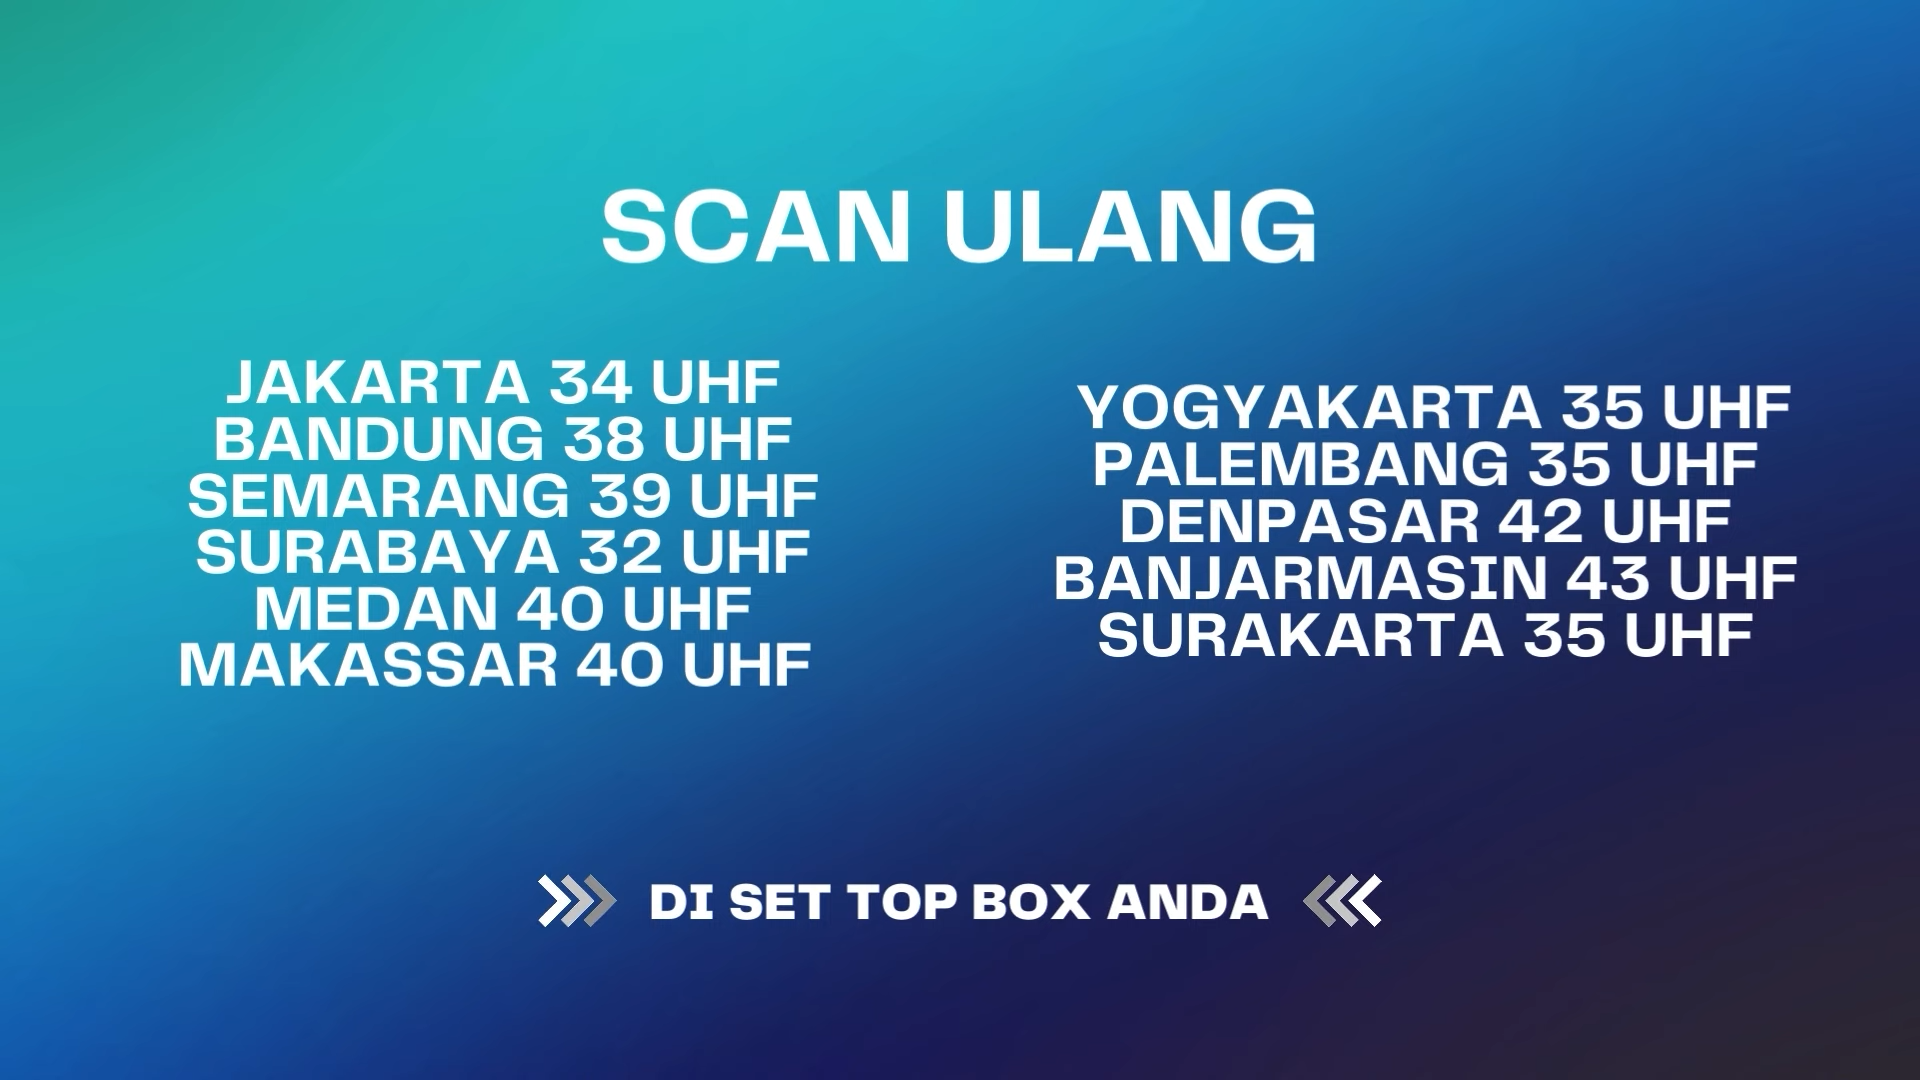 SCAN ULANG
JAKARTA 34 UHF
BANDUNG 38 UHF
SEMARANG 39 UHF
SURABAYA 32 UHF
MEDAN 40 UHF
MAKASSAR 40 UHF
YOGYAKARTA 35 UHF
PALEMBANG 35 UHF
DENPASAR 42 UHF
BANJARMASIN 43 UHF
SURAKARTA 35 UHF
DI SET TOP BOX ANDA